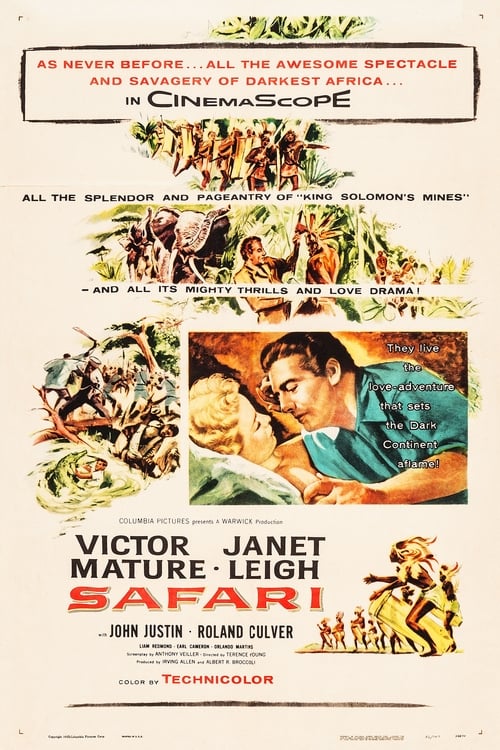 AS NEVER BEFORE...ALL THE AWESOME SPECTACLE
AND SAVAGERY OF DARKEST AFRICA...
IN CINEMASCOPE
ALL THE SPLENDOR AND PAGEANTRY OF "KING SOLOMON'S MINES"
—AND ALL ITS MIGHTY THRILLS AND LOVE DRAMA!
They live
the
love-adventure
that sets
the Dark
Continent
aflame!
COLUMBIA PICTURES presents A WARWICK Production
VICTOR JANET
MATURE · LEIGH
SAFARI
with JOHN JUSTIN · ROLAND CULVER
LIAM REDMOND · EARL CAMERON · ORLANDO MARTINS
Screenplay by ANTHONY VEILLER · Directed by TERENCE YOUNG
Produced by IRVING ALLEN and ALBERT R. BROCCOLI
COLOR BY TECHNICOLOR